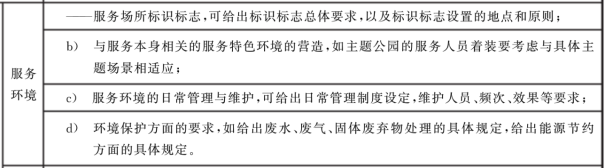 ——服务场所标识标志,可给出标识标志总体要求,以及标识标志设置的地点和原则;
b) 与服务本身相关的服务特色环境的营造,如主题公园的服务人员着装要考虑与具体主
题场景相适应;
服务
环境
c) 服务环境的日常管理与维护,可给出日常管理制度设定,维护人员、频次、效果等要求;
d) 环境保护方面的要求,如给出废水、废气、固体废弃物处理的具体规定,给出能源节约
方面的具体规定。